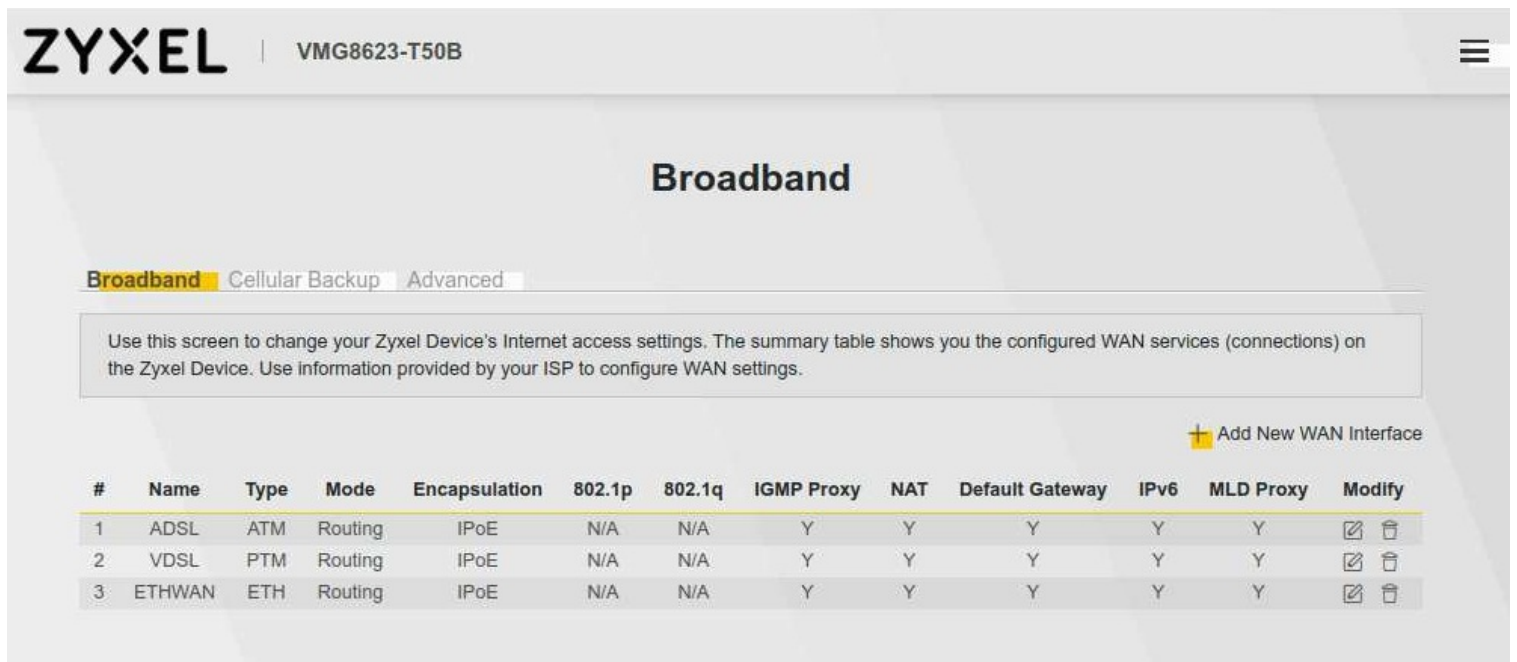 ZYXEL | VMG8623-T50B
Broadband
Broadband Cellular Backup Advanced
Use this screen to change your Zyxel Device's Internet access settings. The summary table shows you the configured WAN services (connections) on
the Zyxel Device. Use information provided by your ISP to configure WAN settings.
+ Add New WAN Interface
# Name Type Mode Encapsulation 802.1p 802.1q IGMP Proxy NAT Default Gateway IPv6 MLD Proxy Modify
1 ADSL ATM Routing IPoE N/A N/A Y Y Y Y Y
2 VDSL PTM Routing IPoE N/A N/A Y Y Y Y Y
3 ETHWAN ETH Routing IPoE N/A N/A Y Y Y Y Y